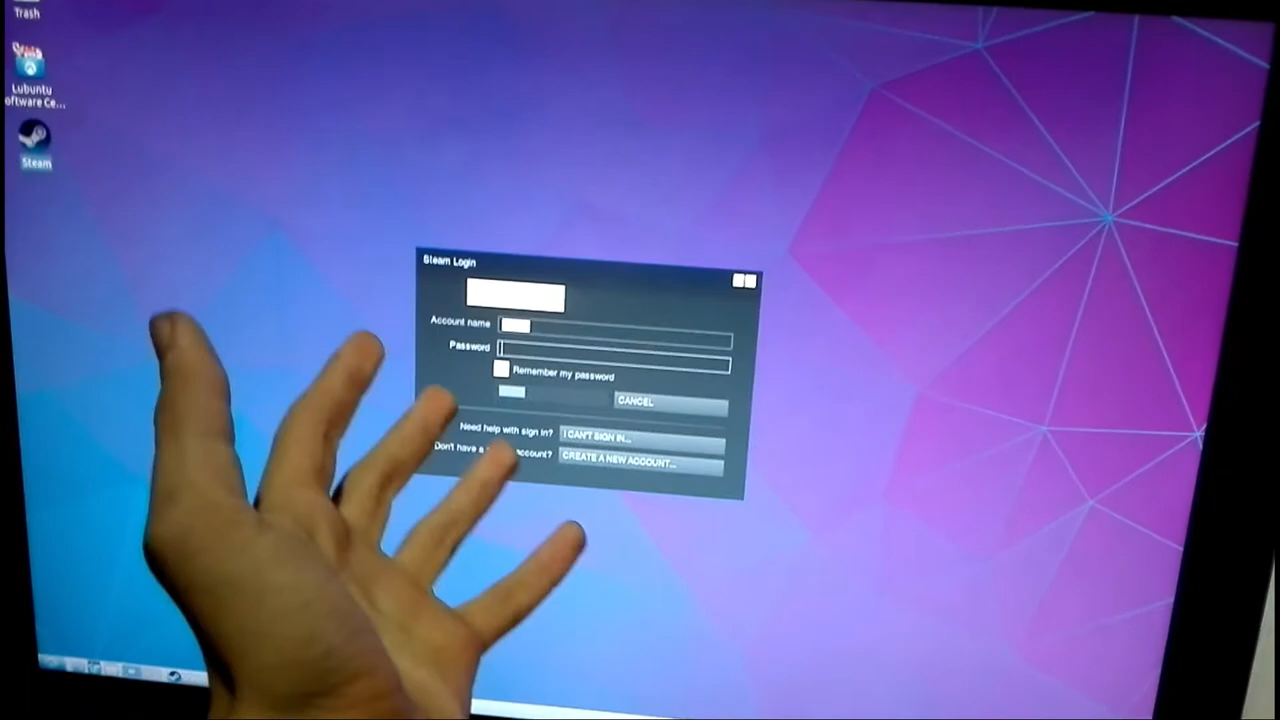 Trash
Lubuntu
oftware Ce...
Steam
Steam Login
Account name
Password
Remember my password
CANCEL
Need help with sign in?
I CAN'T SIGN IN...
Don't have a account?
CREATE A NEW ACCOUNT...